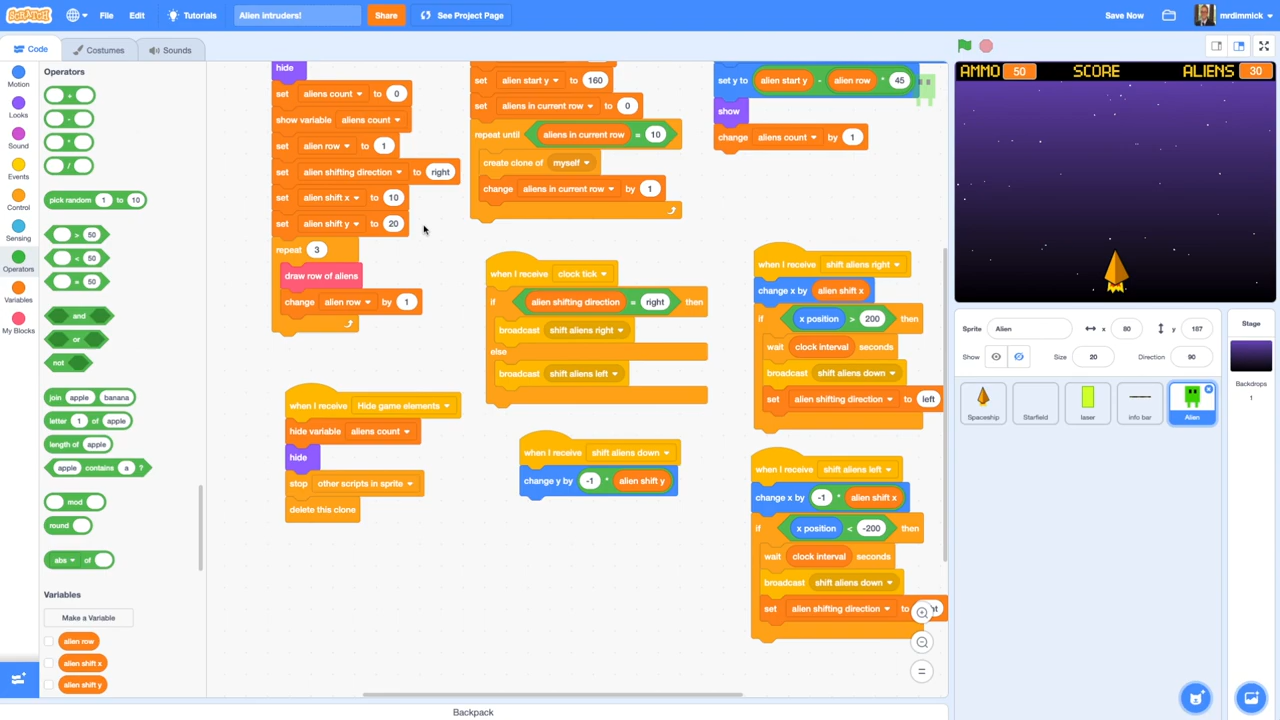 SCRATCH
File
Edit
Tutorials
Alien Intruders!
Share
See Project Page
Save Now
mrdimmick
Code
Costumes
Sounds
Motion
Looks
Sound
Events
Control
Sensing
Operators
Variables
My Blocks
Operators
+
-
*
/
pick random 1 to 10
> 50
< 50
= 50
and
or
not
join apple banana
letter 1 of apple
length of apple
apple contains a ?
mod
round
abs of
Variables
Make a Variable
alien row
alien shift x
alien shift y
hide
set aliens count to 0
show variable aliens count
set alien row to 1
set alien shifting direction to right
set alien shift x to 10
set alien shift y to 20
repeat 3
draw row of aliens
change alien row by 1
when I receive Hide game elements
hide variable aliens count
hide
stop other scripts in sprite
delete this clone
set alien start y to 160
set aliens in current row to 0
repeat until aliens in current row = 10
create clone of myself
change aliens in current row by 1
when I receive clock tick
if alien shifting direction = right then
broadcast shift aliens right
else
broadcast shift aliens left
when I receive shift aliens down
change y by -1 * alien shift y
set y to alien start y - alien row * 45
show
change aliens count by 1
when I receive shift aliens right
change x by alien shift x
if x position > 200 then
wait clock interval seconds
broadcast shift aliens down
set alien shifting direction to left
when I receive shift aliens left
change x by -1 * alien shift x
if x position < -200 then
wait clock interval seconds
broadcast shift aliens down
set alien shifting direction to
Backpack
AMMO 50 SCORE ALIENS 30
Sprite Alien x 80 y 187
Show Size 20 Direction 90
Spaceship
Starfield
laser
info bar
Alien
Stage
Backdrops
1